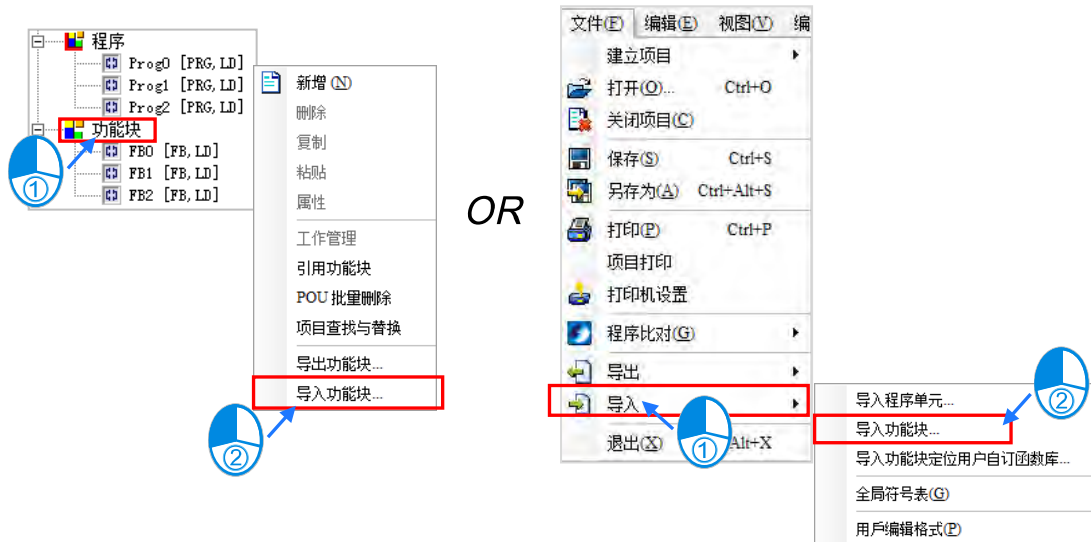 程序
Prog0 [PRG,LD]
Prog1 [PRG,LD]
Prog2 [PRG,LD]
功能块
FB0 [FB,LD]
FB1 [FB,LD]
FB2 [FB,LD]
①
新增(N)
删除
复制
粘贴
属性
工作管理
引用功能块
POU批量删除
项目查找与替换
导出功能块...
导入功能块...
②
OR
文件(F) 编辑(E) 视图(V) 编
建立项目
打开(O)... Ctrl+O
关闭项目(C)
保存(S) Ctrl+S
另存为(A) Ctrl+Alt+S
打印(P) Ctrl+P
项目打印
打印机设置
程序比对(G)
导出
导入
退出(X) Alt+X
①
导入程序单元...
导入功能块...
导入功能块定位用户自订函数库...
全局符号表(G)
用戶编辑格式(P)
②